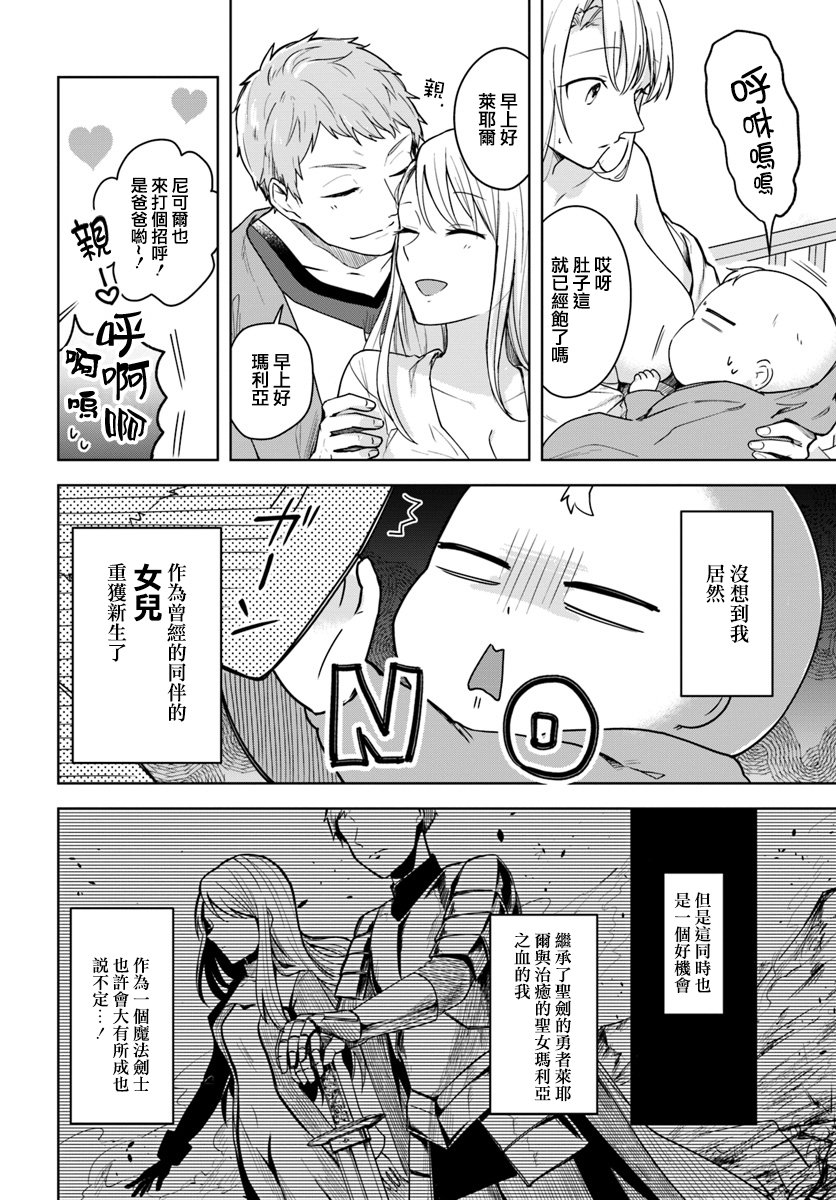 呼咻嗚嗚
哎呀
肚子這
就已經飽了嗎
早上好
萊耶爾
親.
早上好
瑪利亞
尼可爾也
來打個招呼!
是爸爸喲~!
親!!♡
呼啊啊
啊嗚
沒想到我
居然
NO
作為曾經的同伴的
女兒
重獲新生了
但是這同時也
是一個好機會
繼承了聖劍的勇者萊耶
爾與治癒的聖女瑪利亞
之血的我
作為一個魔法劍士
也許會大有所成也
説不定…!